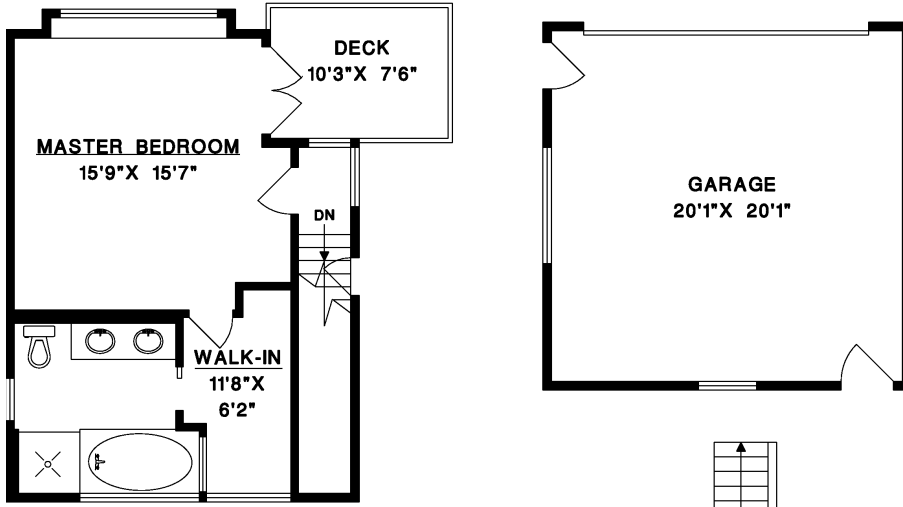 DECK
10'3"X 7'6"
MASTER BEDROOM
15'9"X 15'7"
DN
WALK-IN
11'8"X
6'2"
GARAGE
20'1"X 20'1"